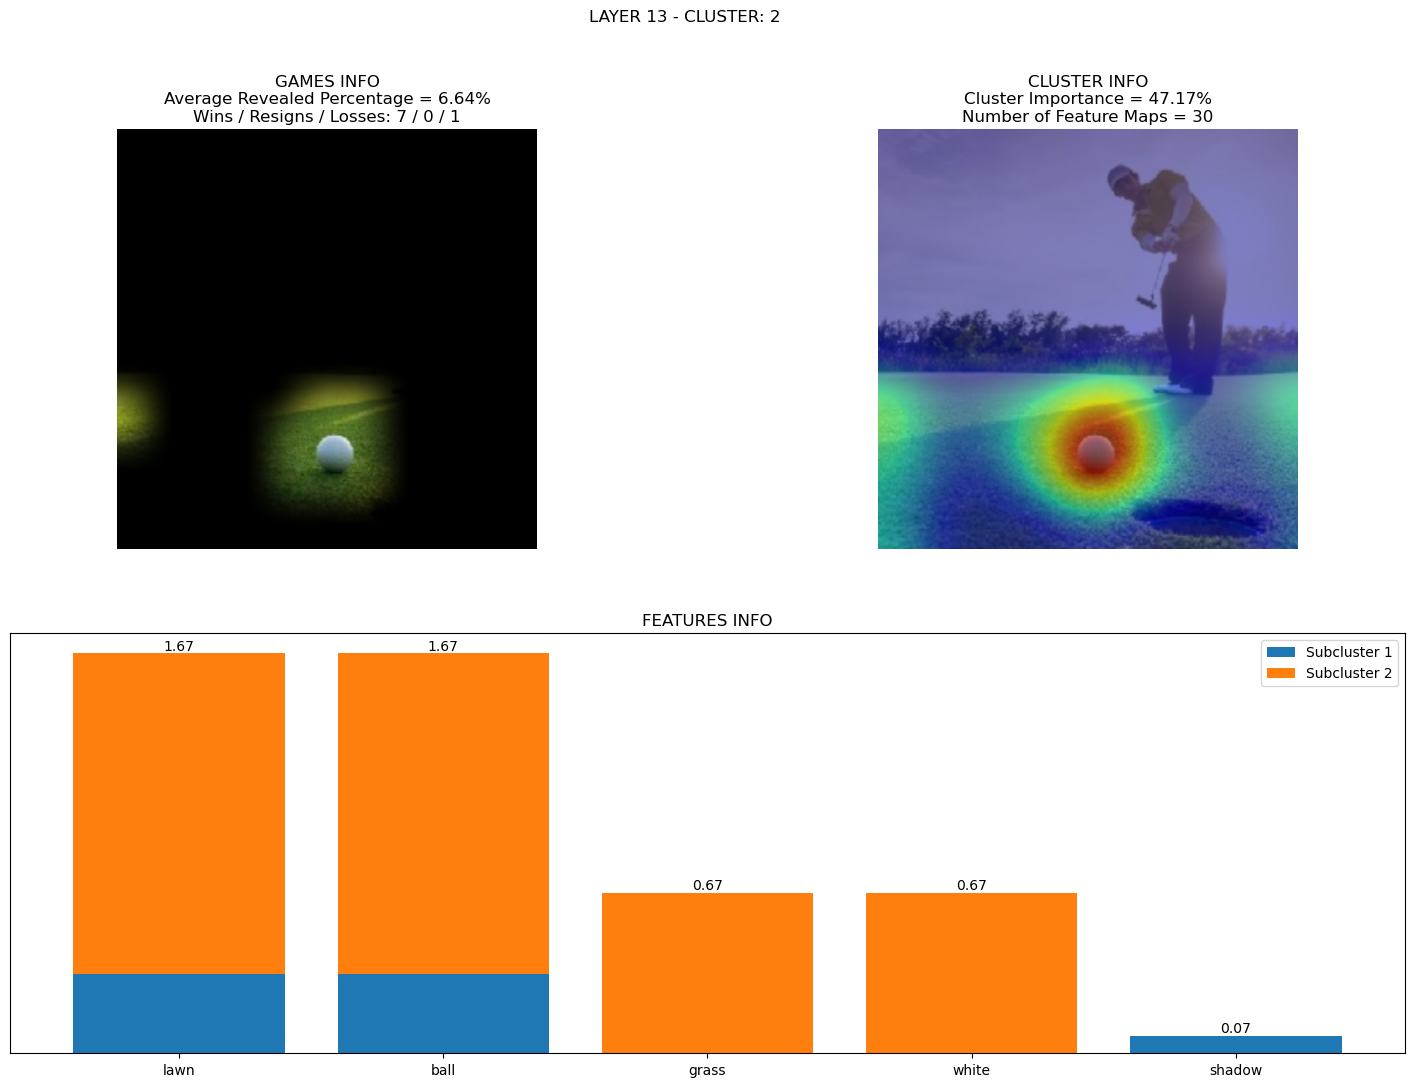 LAYER 13 - CLUSTER: 2
GAMES INFO
Average Revealed Percentage = 6.64%
Wins / Resigns / Losses: 7 / 0 / 1
CLUSTER INFO
Cluster Importance = 47.17%
Number of Feature Maps = 30
FEATURES INFO
1.67
1.67
0.67
0.67
0.07
Subcluster 1
Subcluster 2
lawn
ball
grass
white
shadow